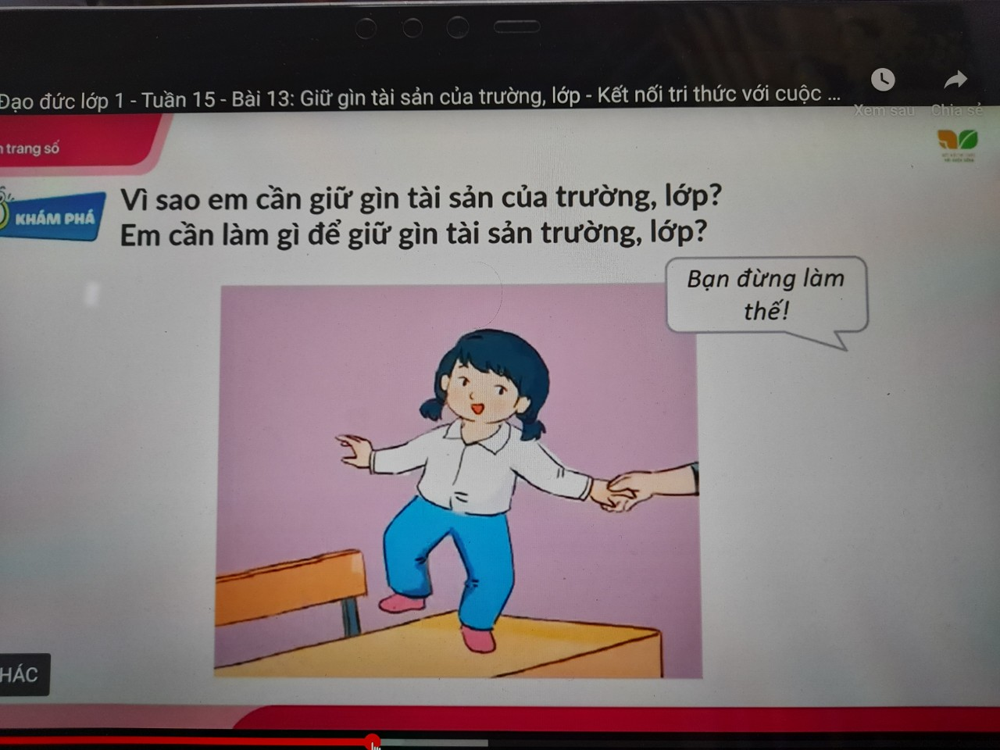 Đạo đức lớp 1 - Tuần 15 - Bài 13: Giữ gìn tài sản của trường, lớp - Kết nối tri thức với cuộc ...
Xem sau Chia sẻ
trang số
KHÁM PHÁ
Vì sao em cần giữ gìn tài sản của trường, lớp?
Em cần làm gì để giữ gìn tài sản trường, lớp?
Bạn đừng làm
thế!
HÁC